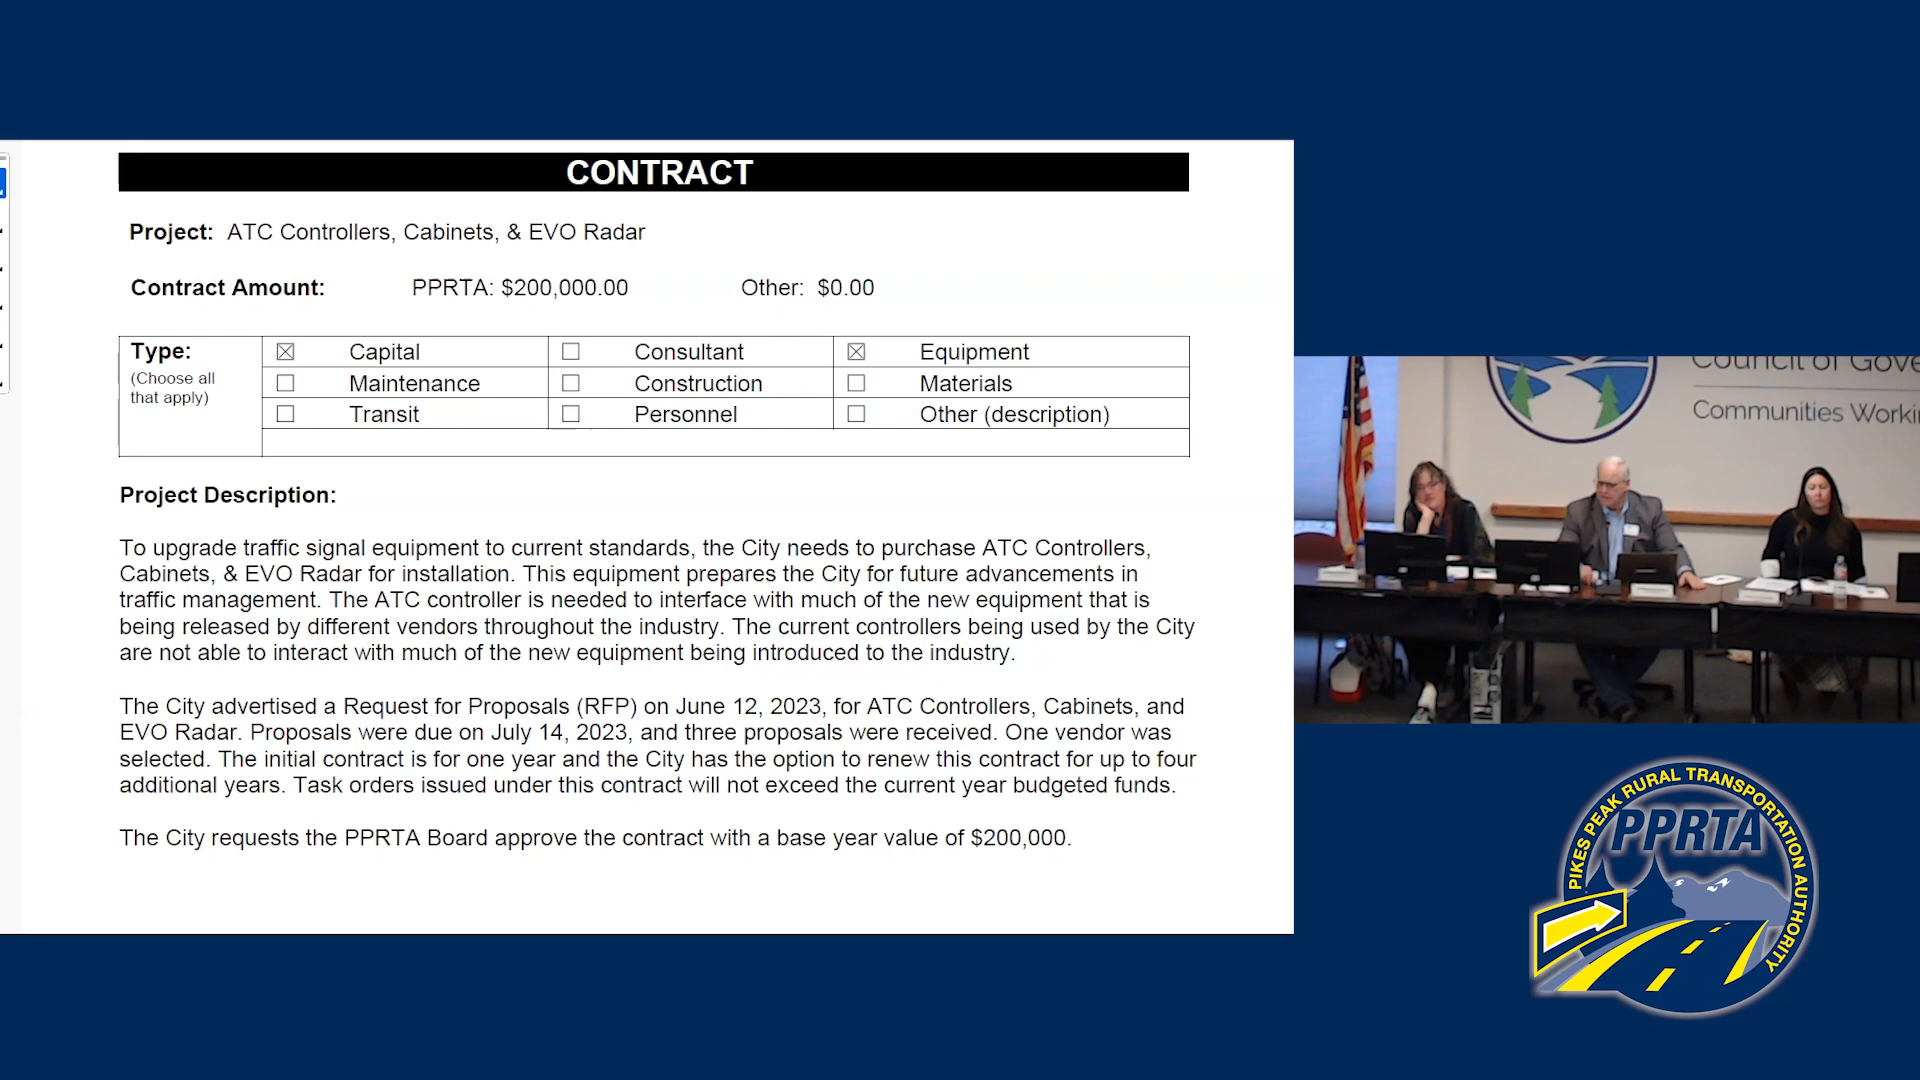 CONTRACT
Project: ATC Controllers, Cabinets, & EVO Radar
Contract Amount: PPRTA: $200,000.00 Other: $0.00
Type: ☒ Capital ☐ Consultant ☒ Equipment
(Choose all
that apply)
☐ Maintenance ☐ Construction ☐ Materials
☐ Transit ☐ Personnel ☐ Other (description)
Project Description:
To upgrade traffic signal equipment to current standards, the City needs to purchase ATC Controllers,
Cabinets, & EVO Radar for installation. This equipment prepares the City for future advancements in
traffic management. The ATC controller is needed to interface with much of the new equipment that is
being released by different vendors throughout the industry. The current controllers being used by the City
are not able to interact with much of the new equipment being introduced to the industry.
The City advertised a Request for Proposals (RFP) on June 12, 2023, for ATC Controllers, Cabinets, and
EVO Radar. Proposals were due on July 14, 2023, and three proposals were received. One vendor was
selected. The initial contract is for one year and the City has the option to renew this contract for up to four
additional years. Task orders issued under this contract will not exceed the current year budgeted funds.
The City requests the PPRTA Board approve the contract with a base year value of $200,000.
Council of Gove
Communities Workin
PIKES PEAK RURAL TRANSPORTATION AUTHORITY
PPRTA